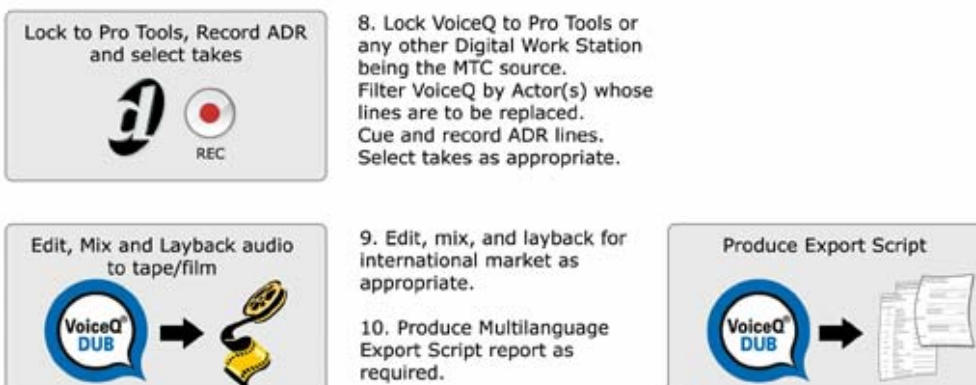 Lock to Pro Tools, Record ADR
and select takes
d
REC
8. Lock VoiceQ to Pro Tools or
any other Digital Work Station
being the MTC source.
Filter VoiceQ by Actor(s) whose
lines are to be replaced.
Cue and record ADR lines.
Select takes as appropriate.
Edit, Mix and Layback audio
to tape/film
VoiceQ®
DUB
9. Edit, mix, and layback for
international market as
appropriate.
10. Produce Multilanguage
Export Script report as
required.
Produce Export Script
VoiceQ®
DUB